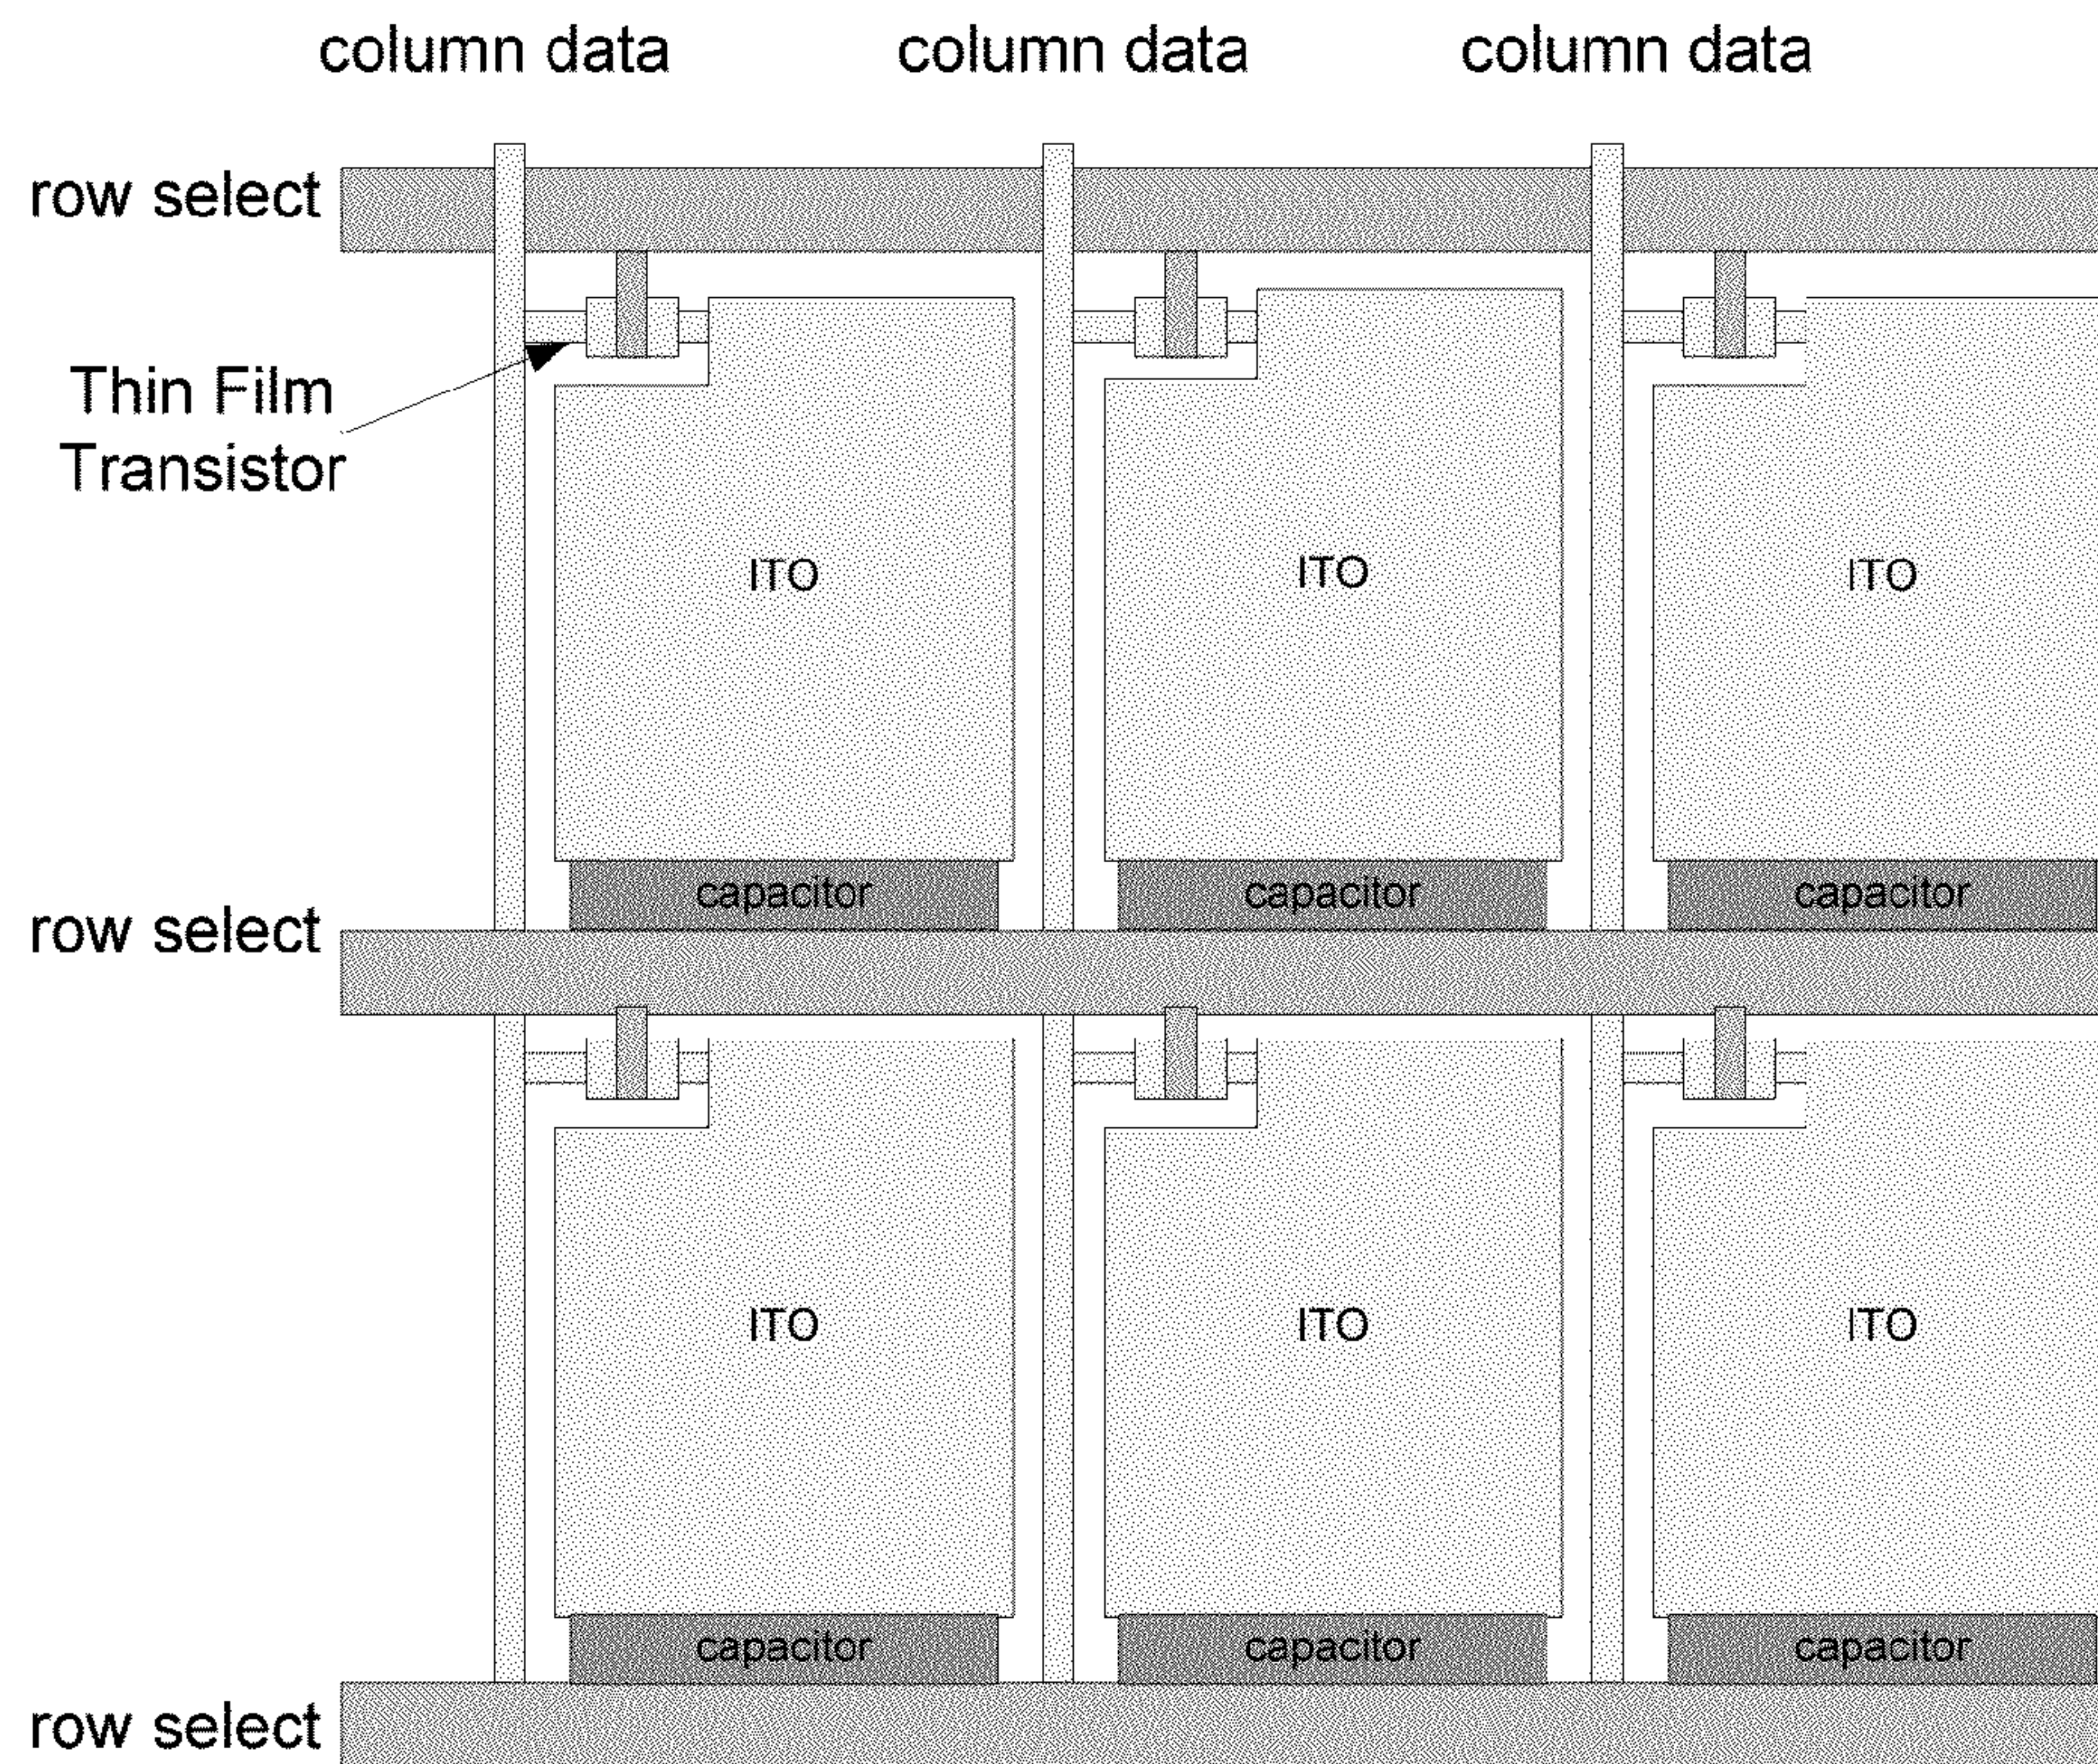 column data column data column data
row select
Thin Film
Transistor
ITO ITO ITO
capacitor capacitor capacitor
row select
ITO ITO ITO
capacitor capacitor capacitor
row select